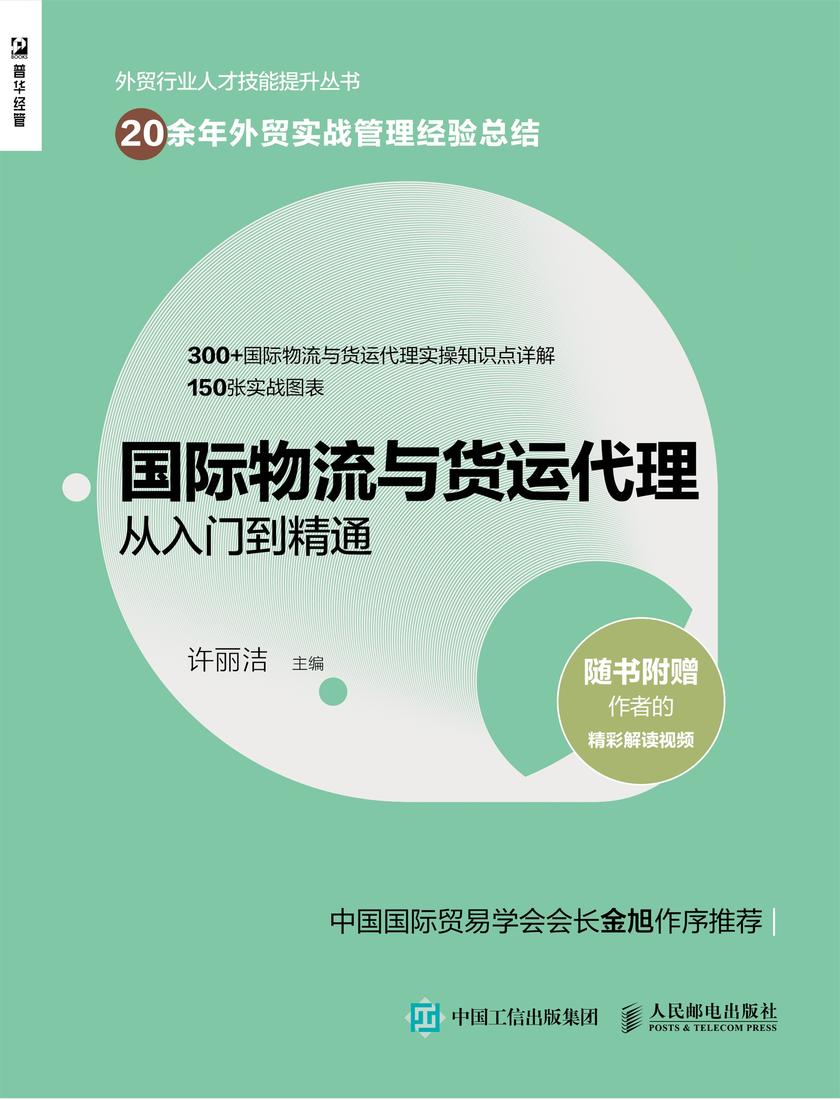 BOOKS
普华经管
外贸行业人才技能提升丛书
20余年外贸实战管理经验总结
300+国际物流与货运代理实操知识点详解
150张实战图表
国际物流与货运代理
从入门到精通
许丽洁 主编
随书附赠
作者的
精彩解读视频
中国国际贸易学会会长金旭作序推荐
中国工信出版集团 人民邮电出版社
POSTS & TELECOM PRESS